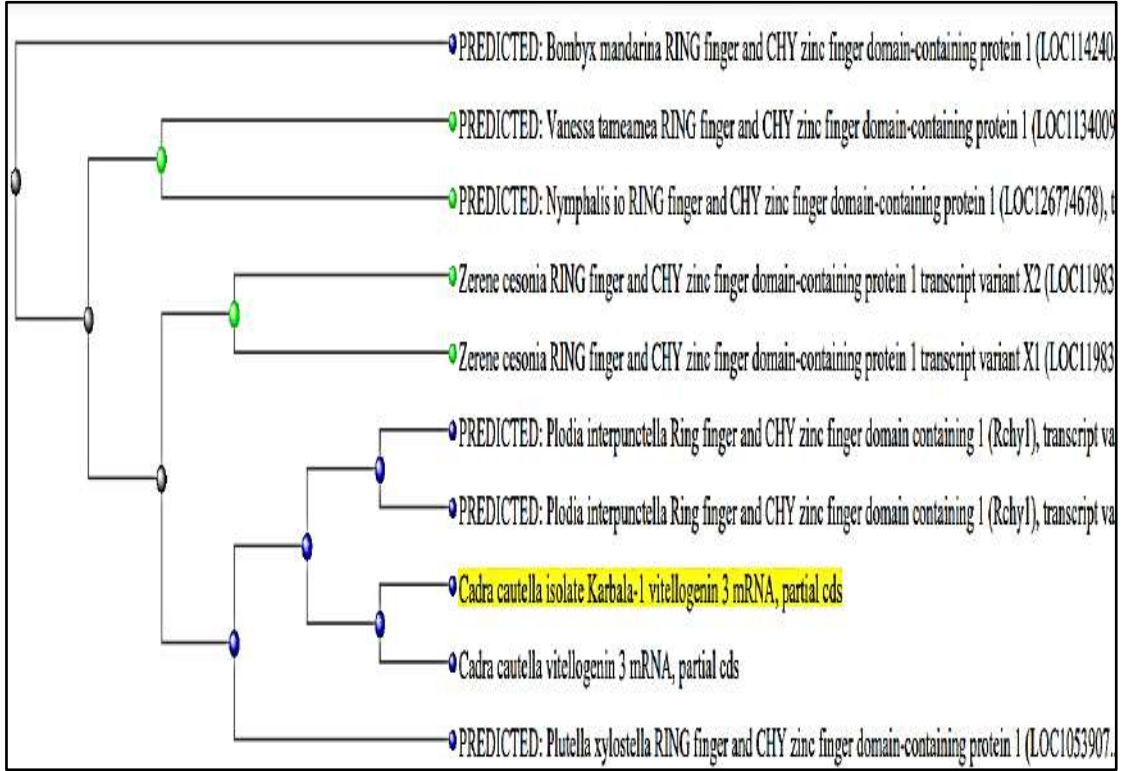 PREDICTED: Bombyx mandarina RING finger and CHY zinc finger domain-containing protein 1 (LOC114240.
PREDICTED: Vanessa tameamea RING finger and CHY zinc finger domain-containing protein 1 (LOC1134009
PREDICTED: Nymphalis io RING finger and CHY zinc finger domain-containing protein 1 (LOC126774678), t
Zerene cesonia RING finger and CHY zinc finger domain-containing protein 1 transcript variant X2 (LOC11983
Zerene cesonia RING finger and CHY zinc finger domain-containing protein 1 transcript variant X1 (LOC11983
PREDICTED: Plodia interpunctella Ring finger and CHY zinc finger domain containing 1 (Rchy1), transcript va
PREDICTED: Plodia interpunctella Ring finger and CHY zinc finger domain containing 1 (Rchy1), transcript va
Cadra cautella isolate Karbala-1 vitellogenin 3 mRNA, partial cds
Cadra cautella vitellogenin 3 mRNA, partial cds
PREDICTED: Plutella xylostella RING finger and CHY zinc finger domain-containing protein 1 (LOC1053907..